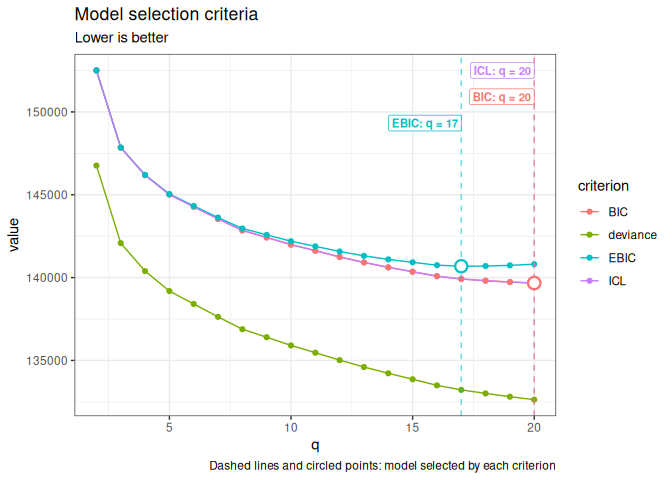 Model selection criteria
Lower is better
ICL: q = 20
BIC: q = 20
EBIC: q = 17
150000
145000
140000
135000
value
5 10 15 20
q
criterion
BIC
deviance
EBIC
ICL
Dashed lines and circled points: model selected by each criterion